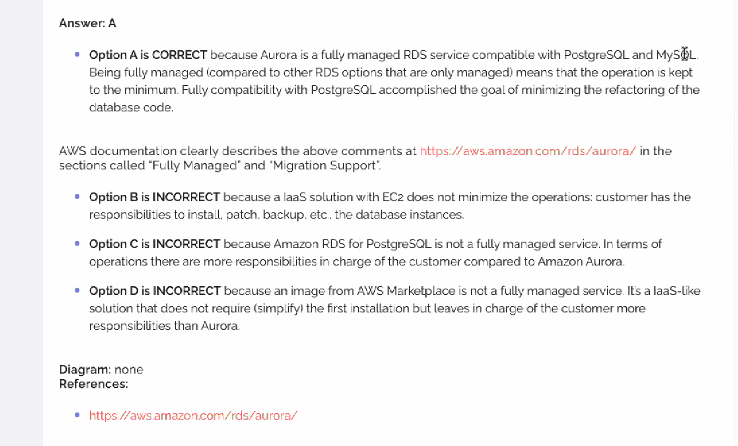 Answer: A
Option A is CORRECT because Aurora is a fully managed RDS service compatible with PostgreSQL and MySQL.
Being fully managed (compared to other RDS options that are only managed) means that the operation is kept
to the minimum. Fully compatibility with PostgreSQL accomplished the goal of minimizing the refactoring of the
database code.
AWS documentation clearly describes the above comments at https://aws.amazon.com/rds/aurora/ in the
sections called “Fully Managed” and “Migration Support”.
Option B is INCORRECT because a IaaS solution with EC2 does not minimize the operations: customer has the
responsibilities to install, patch, backup, etc.. the database instances.
Option C is INCORRECT because Amazon RDS for PostgreSQL is not a fully managed service. In terms of
operations there are more responsibilities in charge of the customer compared to Amazon Aurora.
Option D is INCORRECT because an image from AWS Marketplace is not a fully managed service. It's a IaaS-like
solution that does not require (simplify) the first installation but leaves in charge of the customer more
responsibilities than Aurora.
Diagram: none
References:
https://aws.amazon.com/rds/aurora/